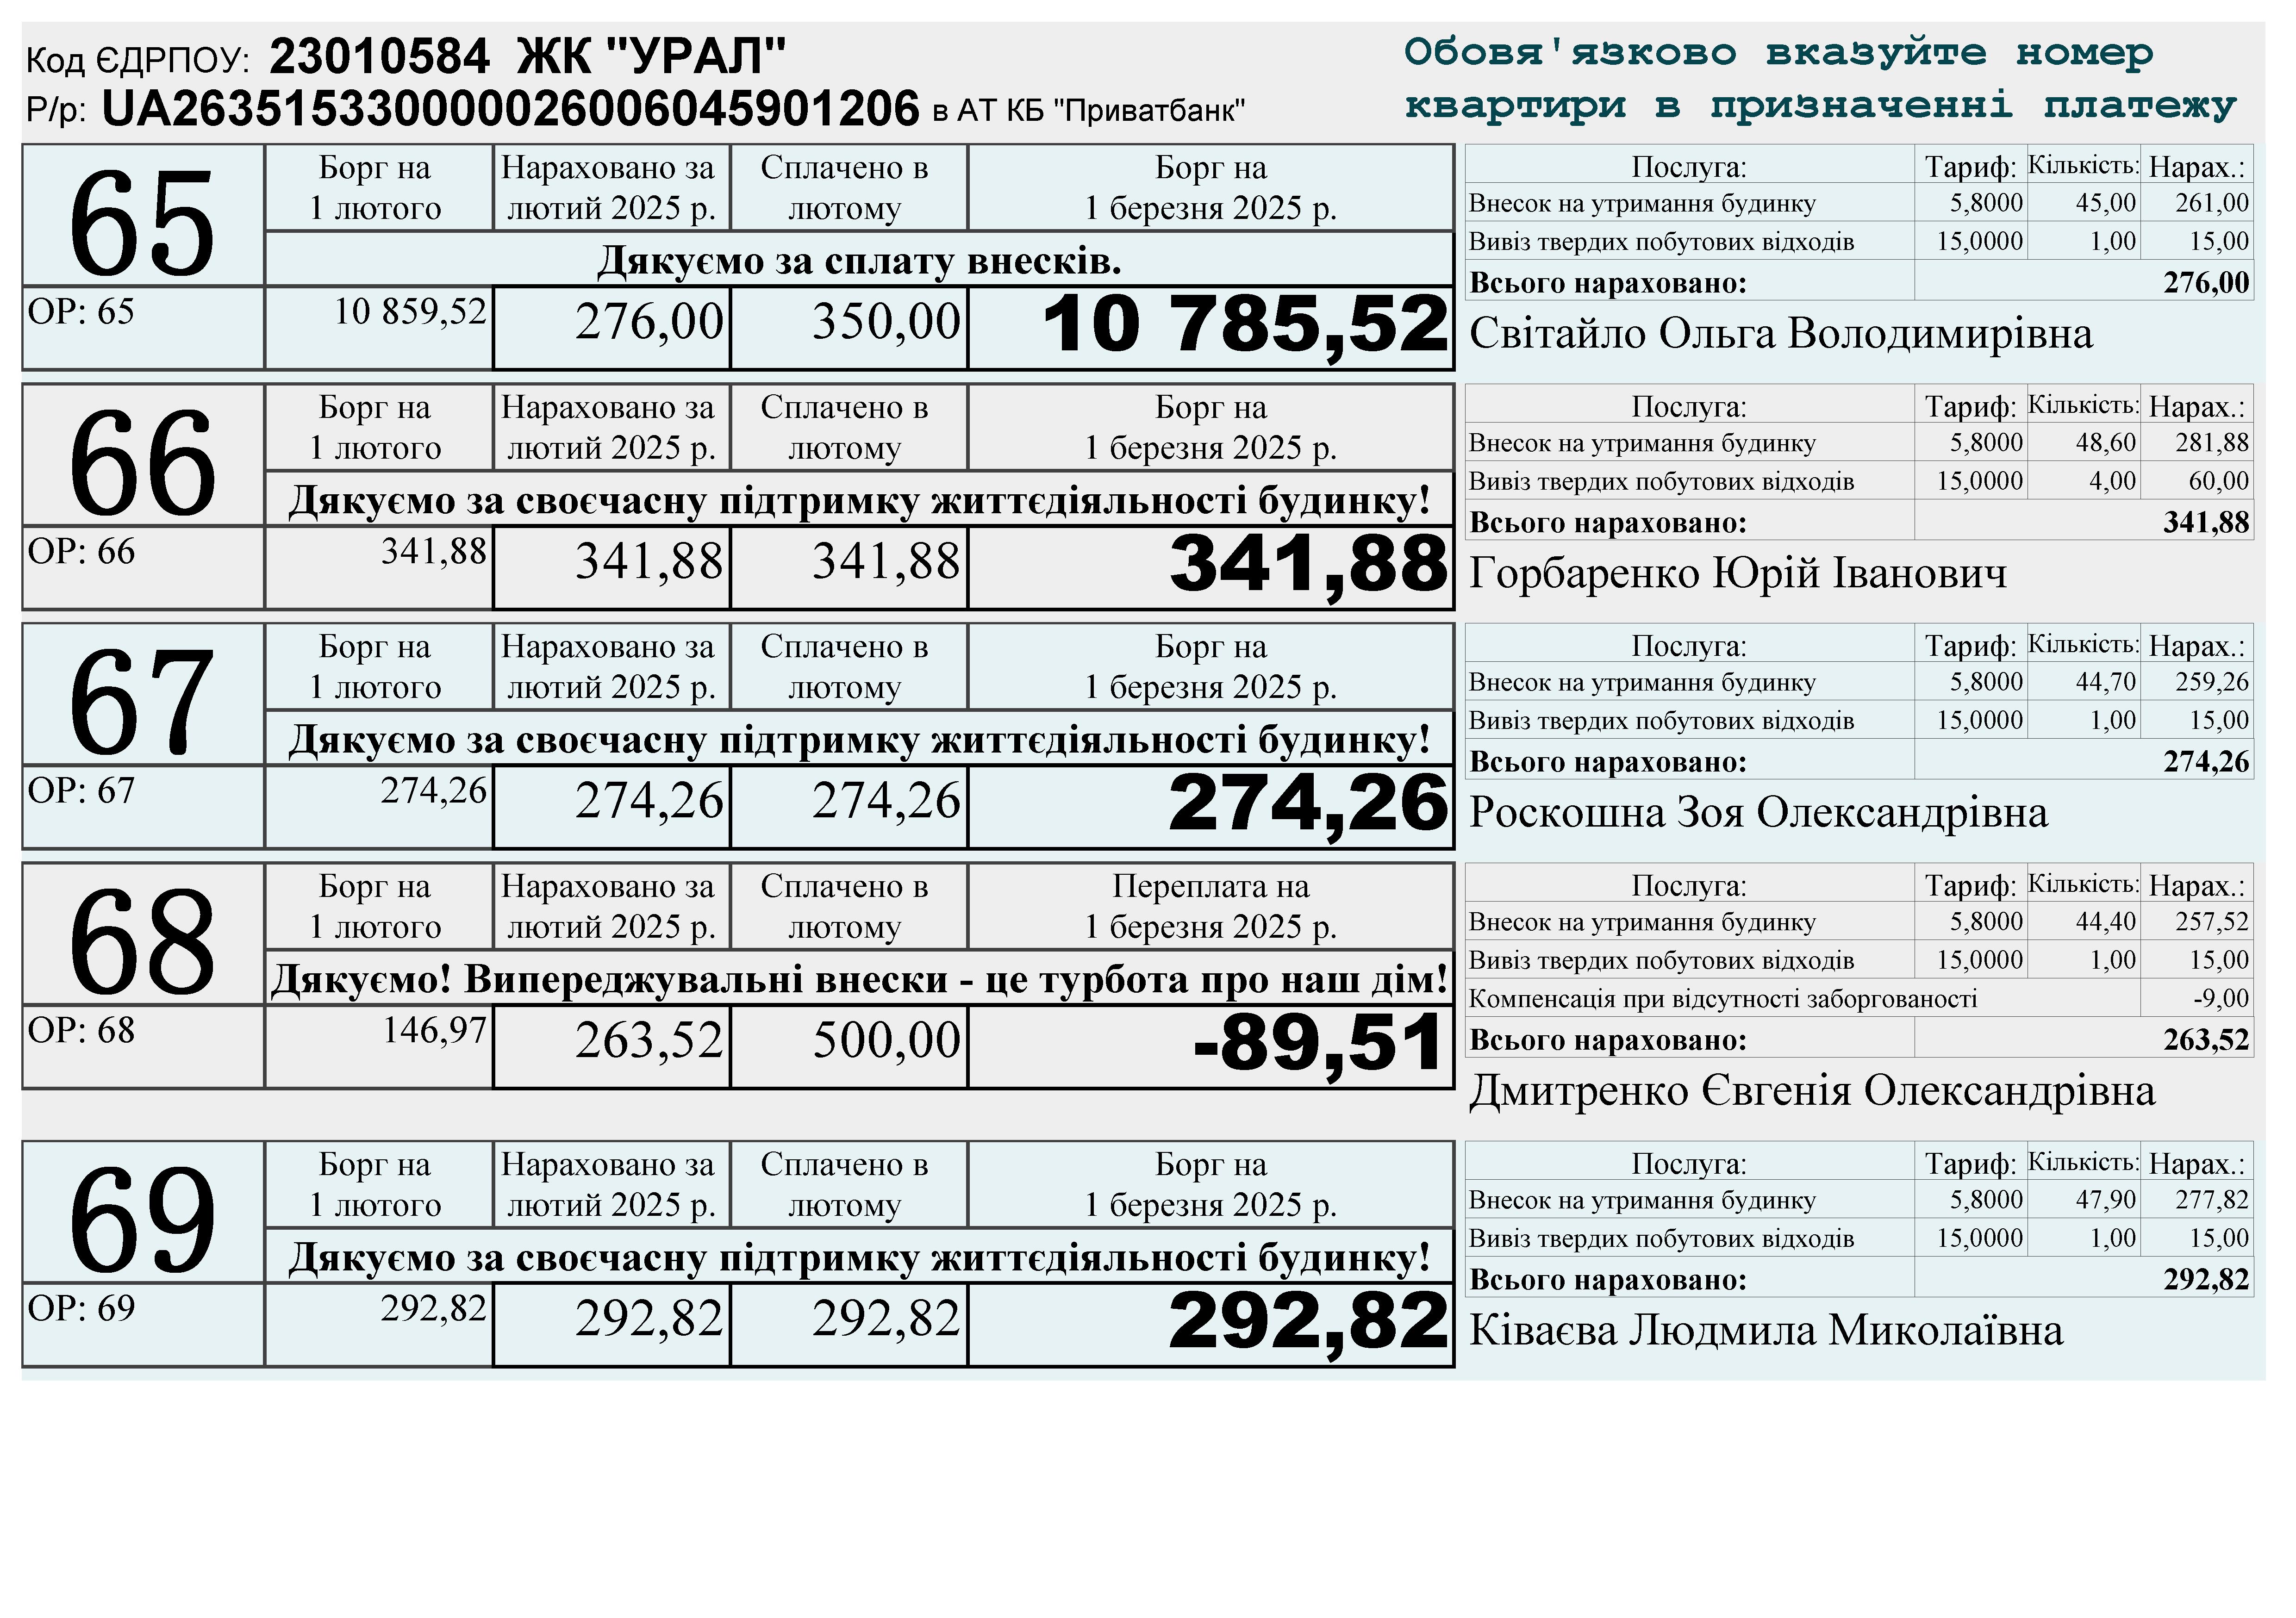 Код ЄДРПОУ: 23010584 ЖК "УРАЛ"
Р/р: UA263515330000026006045901206 в АТ КБ "Приватбанк"
Обовя'язково вказуйте номер
квартири в призначенні платежу
65
Борг на
1 лютого
Нараховано за
лютий 2025 р.
Сплачено в
лютому
Борг на
1 березня 2025 р.
Дякуємо за сплату внесків.
ОР: 65 10 859,52 276,00 350,00 10 785,52
Послуга: Тариф: Кількість: Нарах.:
Внесок на утримання будинку 5,8000 45,00 261,00
Вивіз твердих побутових відходів 15,0000 1,00 15,00
Всього нараховано: 276,00
Світайло Ольга Володимирівна
66
Борг на
1 лютого
Нараховано за
лютий 2025 р.
Сплачено в
лютому
Борг на
1 березня 2025 р.
Дякуємо за своєчасну підтримку життєдіяльності будинку!
ОР: 66 341,88 341,88 341,88 341,88
Послуга: Тариф: Кількість: Нарах.:
Внесок на утримання будинку 5,8000 48,60 281,88
Вивіз твердих побутових відходів 15,0000 4,00 60,00
Всього нараховано: 341,88
Горбаренко Юрій Іванович
67
Борг на
1 лютого
Нараховано за
лютий 2025 р.
Сплачено в
лютому
Борг на
1 березня 2025 р.
Дякуємо за своєчасну підтримку життєдіяльності будинку!
ОР: 67 274,26 274,26 274,26 274,26
Послуга: Тариф: Кількість: Нарах.:
Внесок на утримання будинку 5,8000 44,70 259,26
Вивіз твердих побутових відходів 15,0000 1,00 15,00
Всього нараховано: 274,26
Роскошна Зоя Олександрівна
68
Борг на
1 лютого
Нараховано за
лютий 2025 р.
Сплачено в
лютому
Переплата на
1 березня 2025 р.
Дякуємо! Випереджувальні внески - це турбота про наш дім!
ОР: 68 146,97 263,52 500,00 -89,51
Послуга: Тариф: Кількість: Нарах.:
Внесок на утримання будинку 5,8000 44,40 257,52
Вивіз твердих побутових відходів 15,0000 1,00 15,00
Компенсація при відсутності заборгованості -9,00
Всього нараховано: 263,52
Дмитренко Євгенія Олександрівна
69
Борг на
1 лютого
Нараховано за
лютий 2025 р.
Сплачено в
лютому
Борг на
1 березня 2025 р.
Дякуємо за своєчасну підтримку життєдіяльності будинку!
ОР: 69 292,82 292,82 292,82 292,82
Послуга: Тариф: Кількість: Нарах.:
Внесок на утримання будинку 5,8000 47,90 277,82
Вивіз твердих побутових відходів 15,0000 1,00 15,00
Всього нараховано: 292,82
Ківаєва Людмила Миколаївна